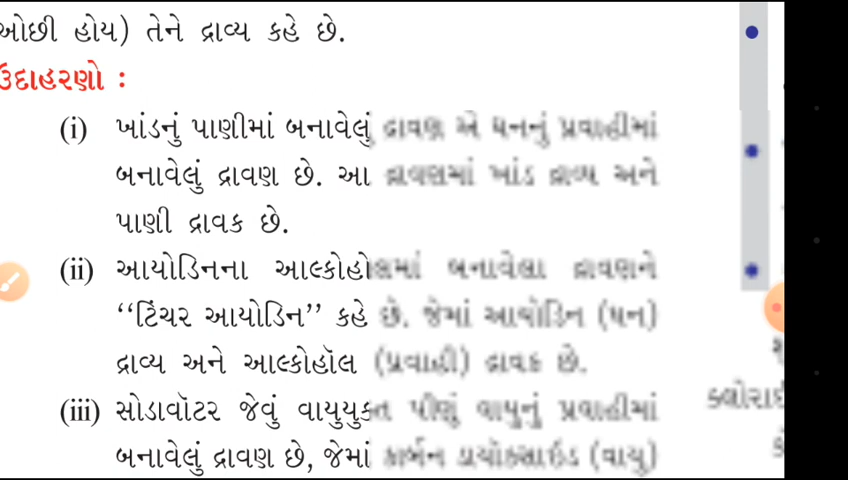 ઓછી હોય) તેને દ્રાવ્ય કહે છે.
ઉદાહરણો :
(i) ખાંડનું પાણીમાં બનાવેલું દ્રાવણ એ ઘનનું પ્રવાહીમાં
બનાવેલું દ્રાવણ છે. આ દ્રાવણમાં ખાંડ દ્રાવ્ય અને
પાણી દ્રાવક છે.
(ii) આયોડિનના આલ્કોહોલમાં બનાવેલા દ્રાવણને
“ટિંચર આયોડિન” કહે છે. જેમાં આયોડિન (ઘન)
દ્રાવ્ય અને આલ્કોહૉલ (પ્રવાહી) દ્રાવક છે.
(iii) સોડાવૉટર જેવું વાયુયુક્ત પીણું વાયુનું પ્રવાહીમાં
બનાવેલું દ્રાવણ છે, જેમાં કાર્બન ડાયૉક્સાઈડ (વાયુ)